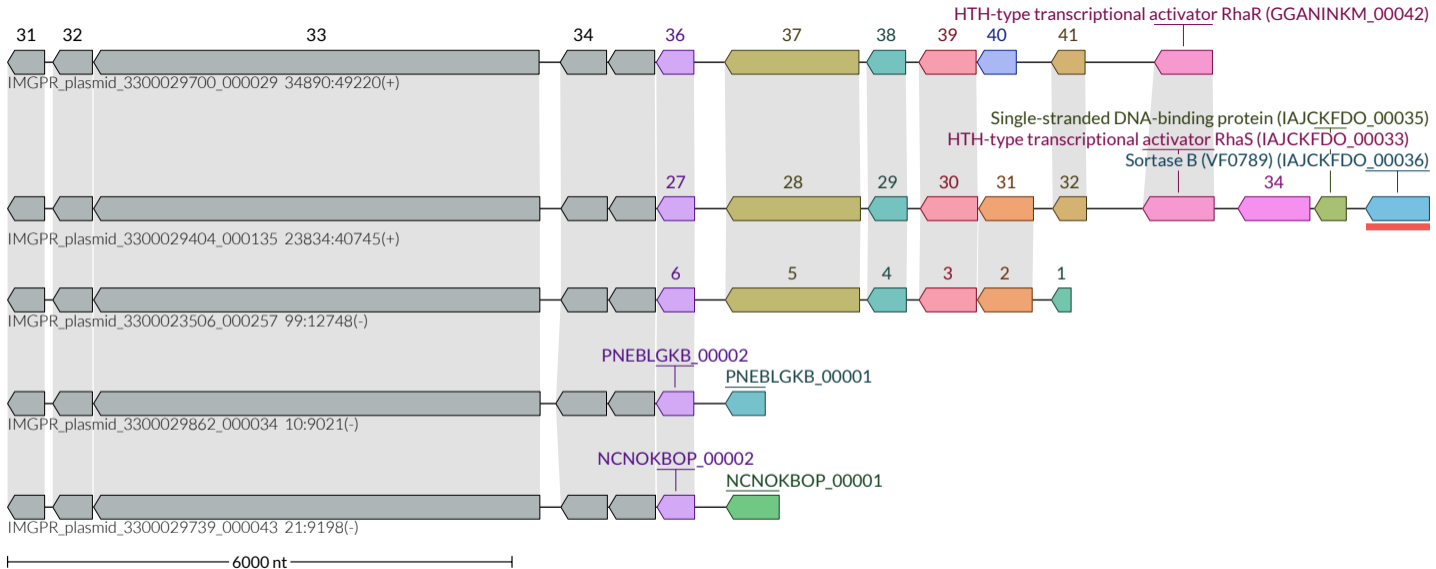 HTH-type transcriptional activator RhaR (GGANINKM_00042)
31 32 33 34 36 37 38 39 40 41
IMGPR_plasmid_3300029700_000029 34890:49220(+)
Single-stranded DNA-binding protein (IAJCKFDO_00035)
HTH-type transcriptional activator RhaS (IAJCKFDO_00033)
Sortase B (VF0789) (IAJCKFDO_00036)
27 28 29 30 31 32 34
IMGPR_plasmid_3300029404_000135 23834:40745(+)
6 5 4 3 2 1
IMGPR_plasmid_3300023506_000257 99:12748(-)
PNEBLGKB_00002
PNEBLGKB_00001
IMGPR_plasmid_3300029862_000034 10:9021(-)
NCNOKBOP_00002
NCNOKBOP_00001
IMGPR_plasmid_3300029739_000043 21:9198(-)
6000 nt